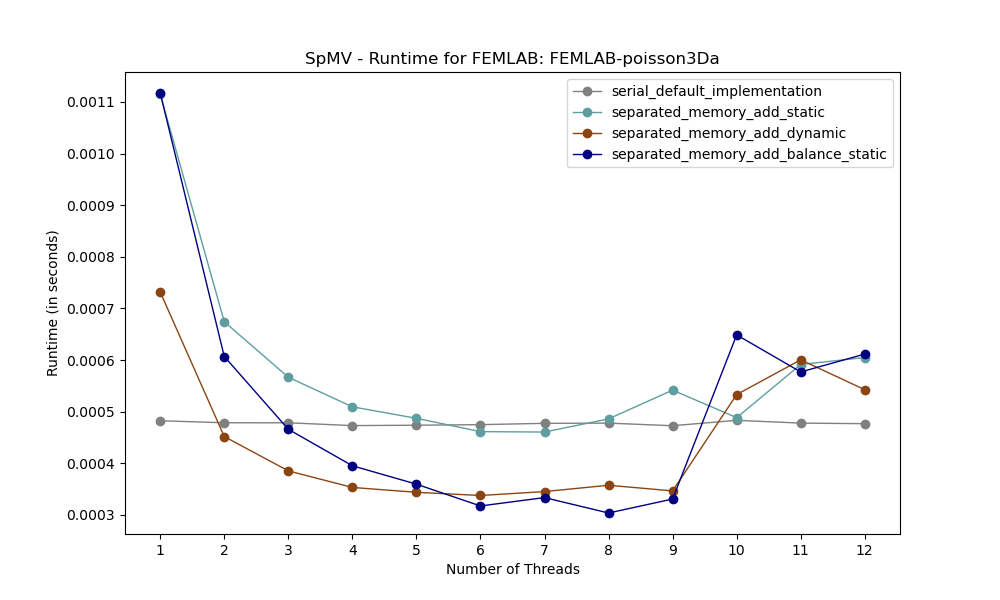 SpMV - Runtime for FEMLAB: FEMLAB-poisson3Da
serial_default_implementation
separated_memory_add_static
separated_memory_add_dynamic
separated_memory_add_balance_static
Runtime (in seconds)
0.0011
0.0010
0.0009
0.0008
0.0007
0.0006
0.0005
0.0004
0.0003
1 2 3 4 5 6 7 8 9 10 11 12
Number of Threads